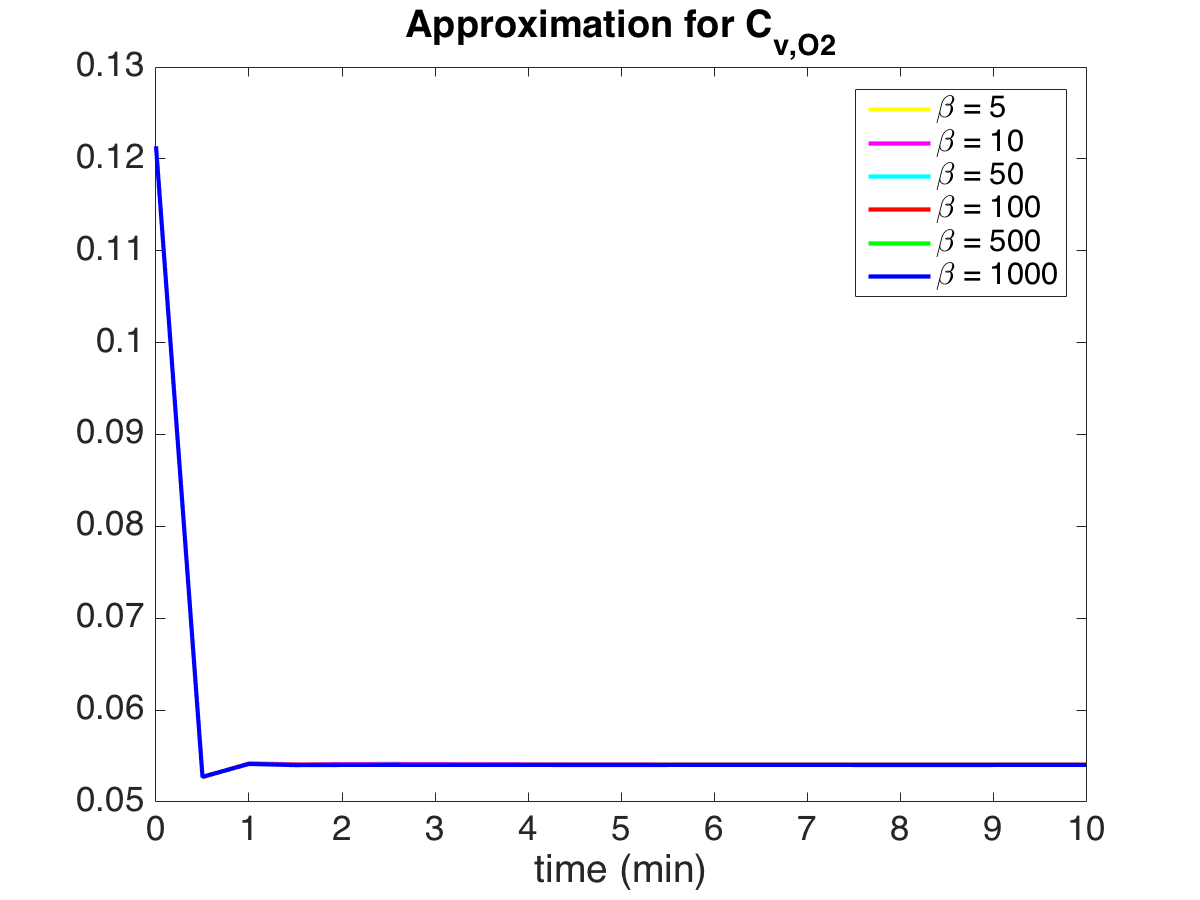 Approximation for C_v,O2
0.13
0.12
0.11
0.1
0.09
0.08
0.07
0.06
0.05
β = 5
β = 10
β = 50
β = 100
β = 500
β = 1000
0 1 2 3 4 5 6 7 8 9 10
time (min)